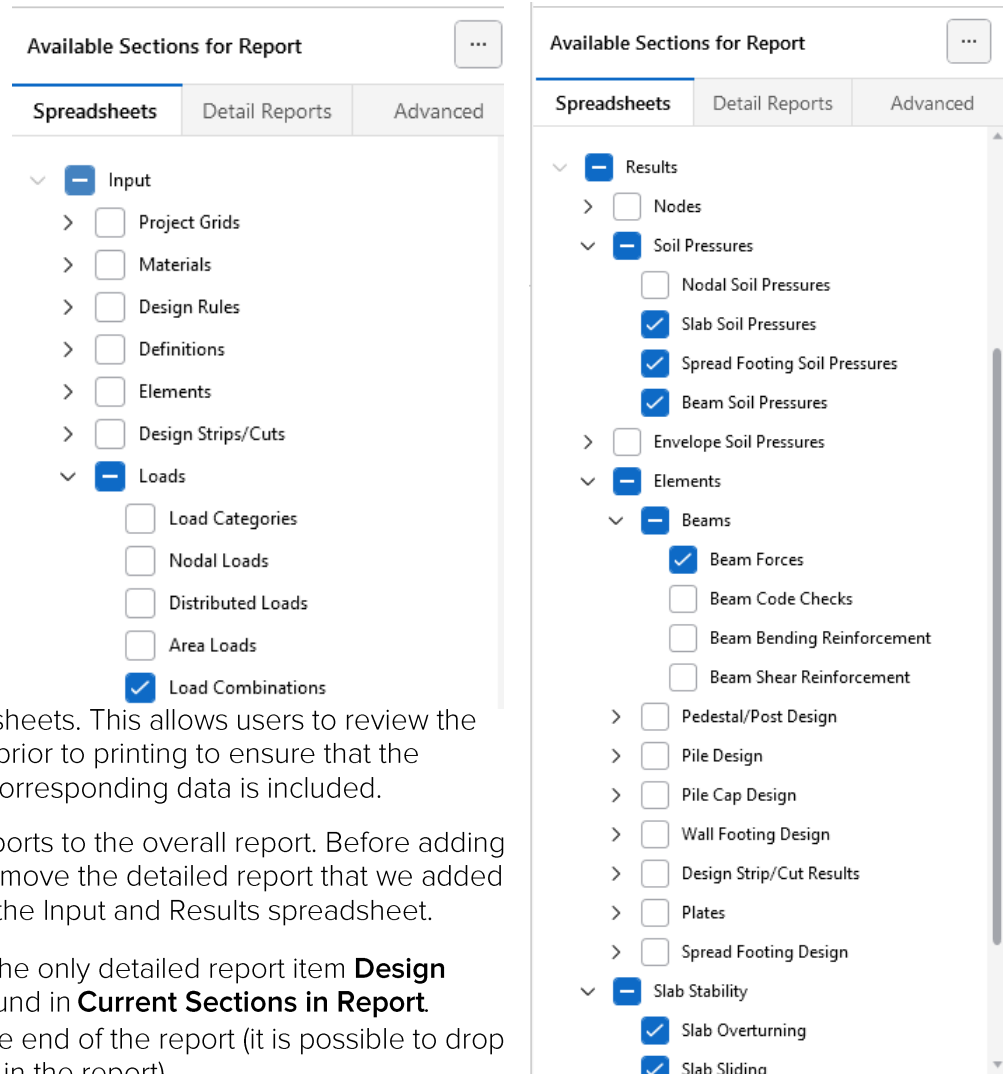 Available Sections for Report
...
Spreadsheets
Detail Reports
Advanced
Input
Project Grids
Materials
Design Rules
Definitions
Elements
Design Strips/Cuts
Loads
Load Categories
Nodal Loads
Distributed Loads
Area Loads
Load Combinations
sheets. This allows users to review the
prior to printing to ensure that the
orresponding data is included.
ports to the overall report. Before adding
move the detailed report that we added
the Input and Results spreadsheet.
he only detailed report item Design
und in Current Sections in Report.
e end of the report (it is possible to drop
in the report)
Available Sections for Report
...
Spreadsheets
Detail Reports
Advanced
Results
Nodes
Soil Pressures
Nodal Soil Pressures
Slab Soil Pressures
Spread Footing Soil Pressures
Beam Soil Pressures
Envelope Soil Pressures
Elements
Beams
Beam Forces
Beam Code Checks
Beam Bending Reinforcement
Beam Shear Reinforcement
Pedestal/Post Design
Pile Design
Pile Cap Design
Wall Footing Design
Design Strip/Cut Results
Plates
Spread Footing Design
Slab Stability
Slab Overturning
Slab Sliding